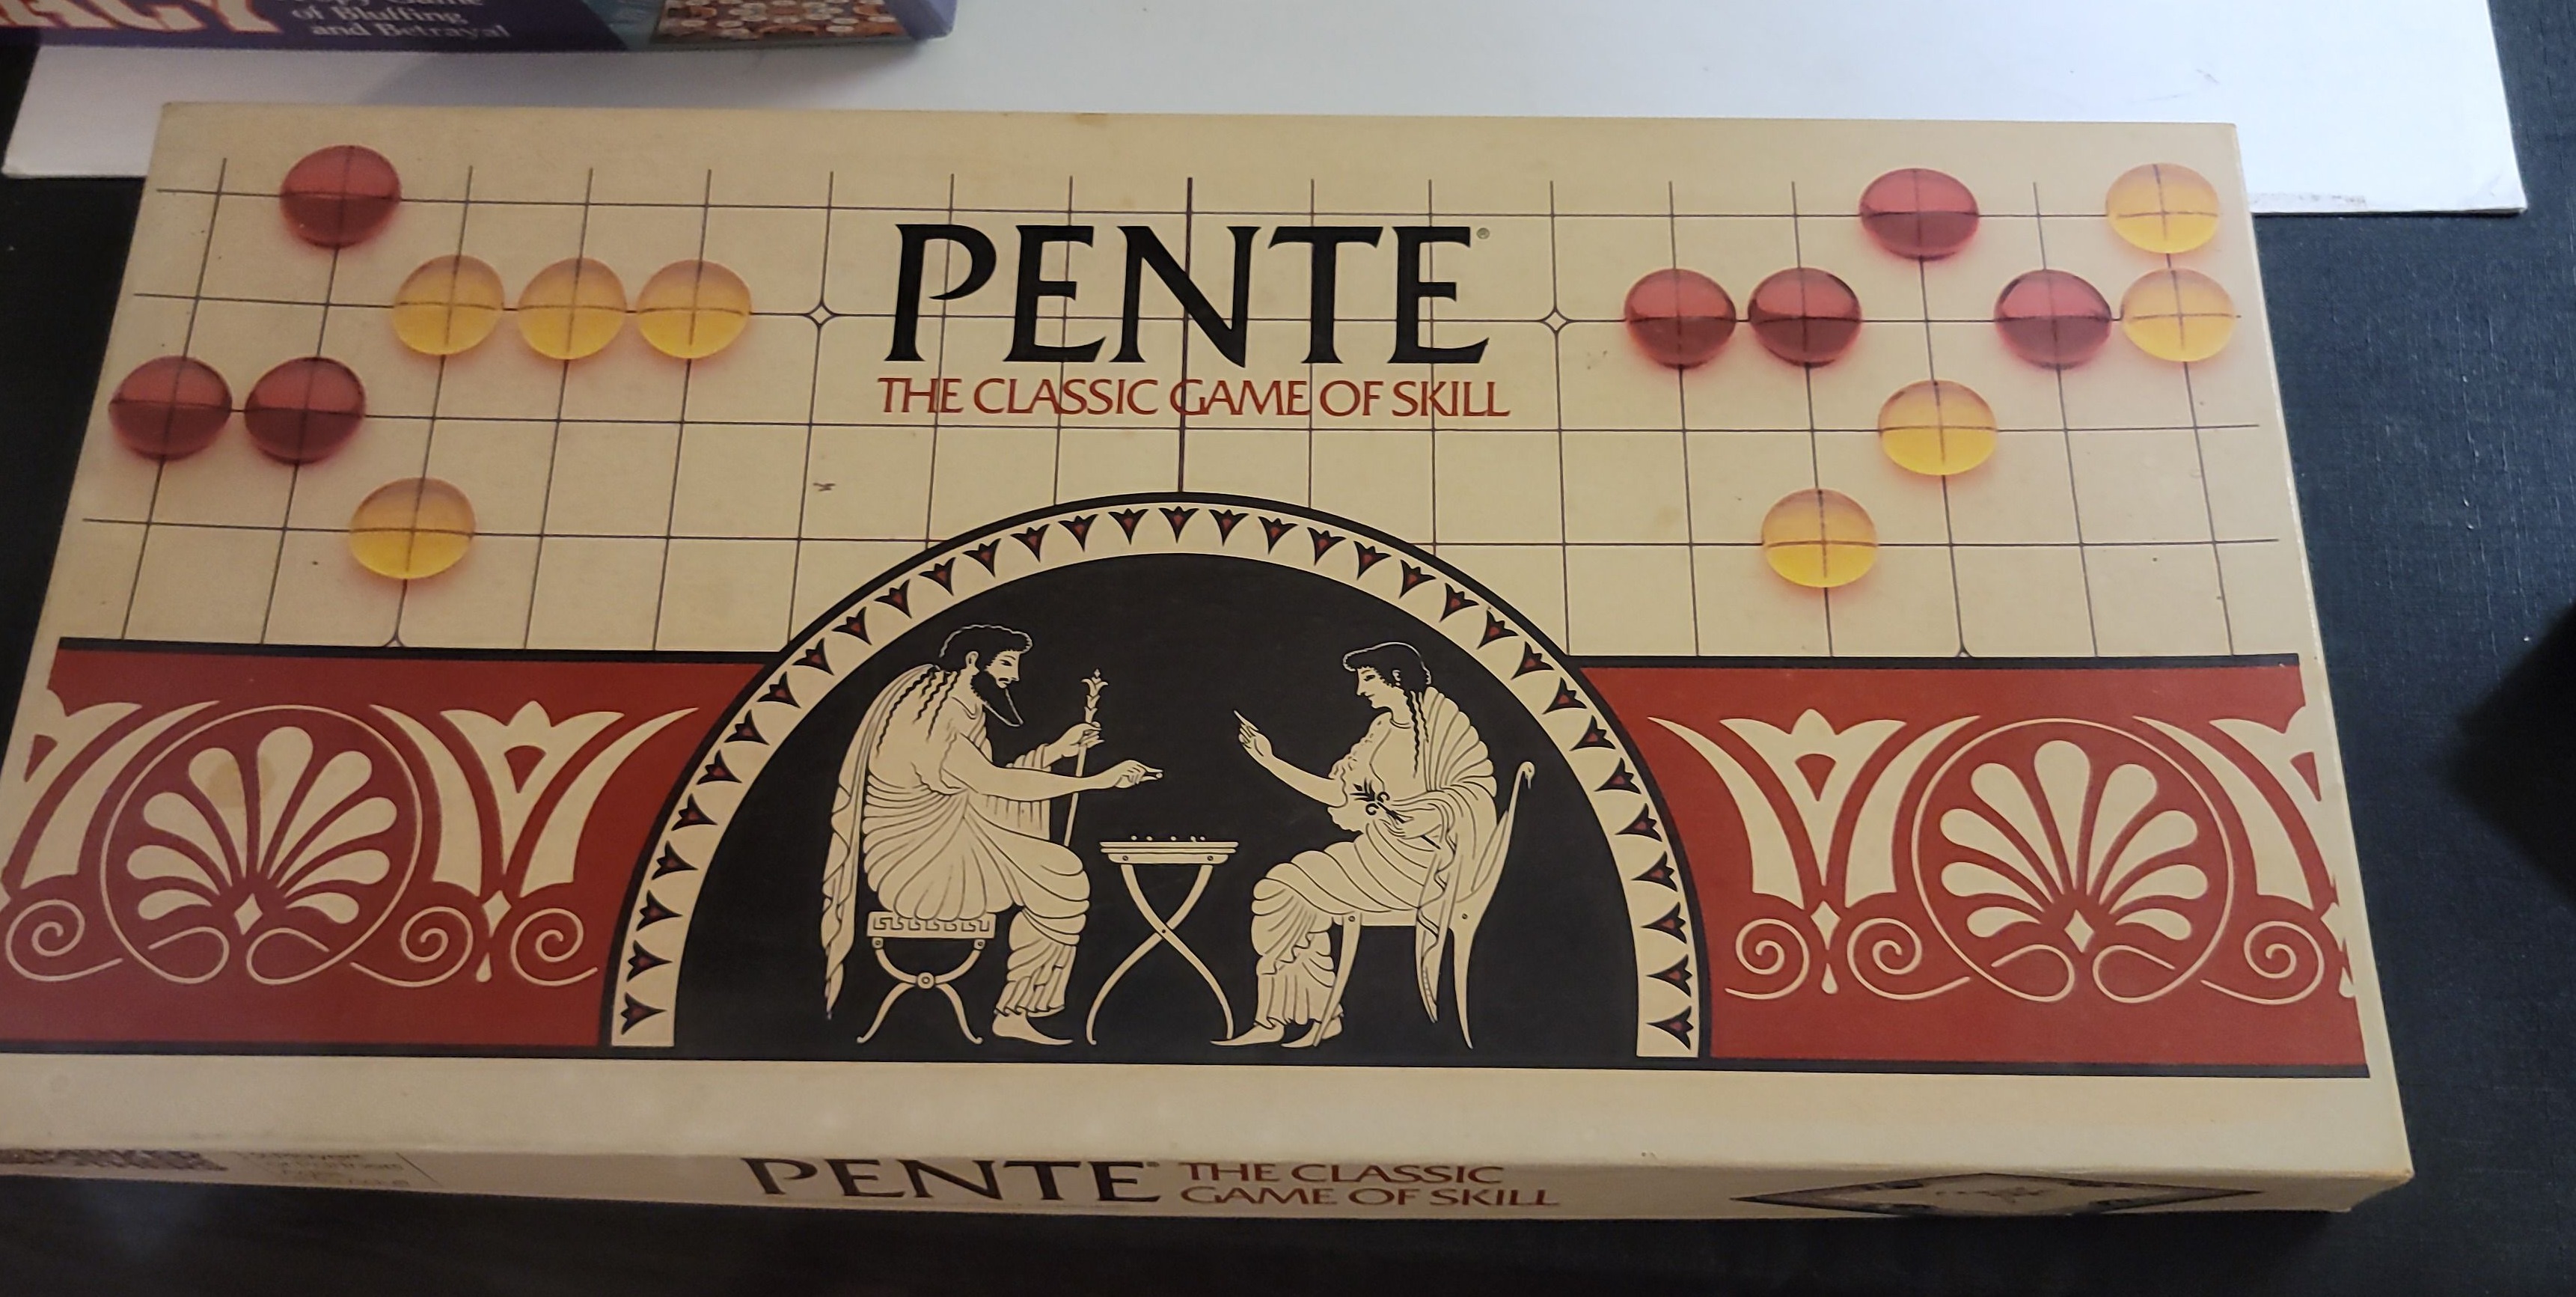 of Bluffing
and Betrayal
PENTE®
THE CLASSIC GAME OF SKILL
PENTE® THE CLASSIC
GAME OF SKILL